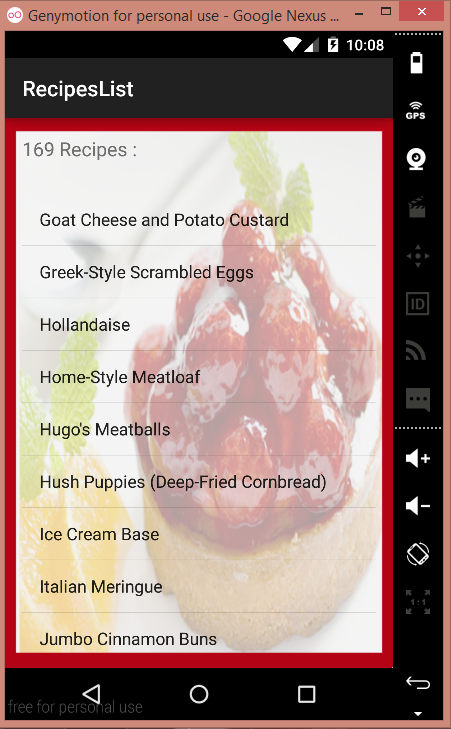 Genymotion for personal use - Google Nexus ...
10:08
RecipesList
GPS
169 Recipes :
Goat Cheese and Potato Custard
Greek-Style Scrambled Eggs
Hollandaise
ID
Home-Style Meatloaf
Hugo's Meatballs
Hush Puppies (Deep-Fried Cornbread)
Ice Cream Base
Italian Meringue
1:1
Jumbo Cinnamon Buns
free for personal use